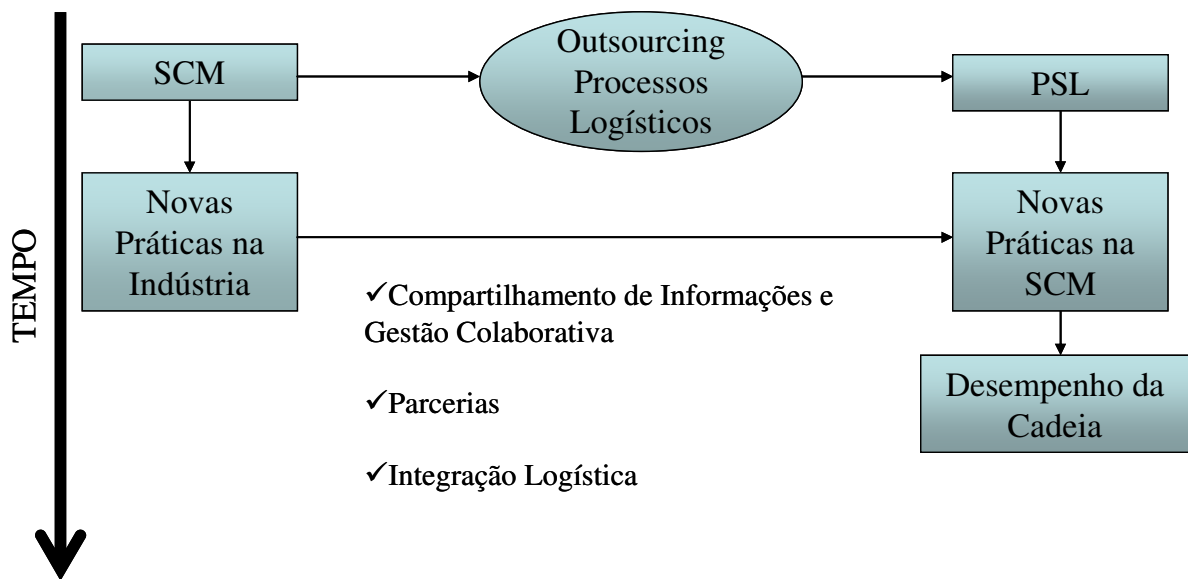 SCM
Outsourcing
Processos
Logísticos
PSL
TEMPO
Novas
Práticas na
Indústria
Novas
Práticas na
SCM
✓Compartilhamento de Informações e
Gestão Colaborativa
✓Parcerias
✓Integração Logística
Desempenho da
Cadeia